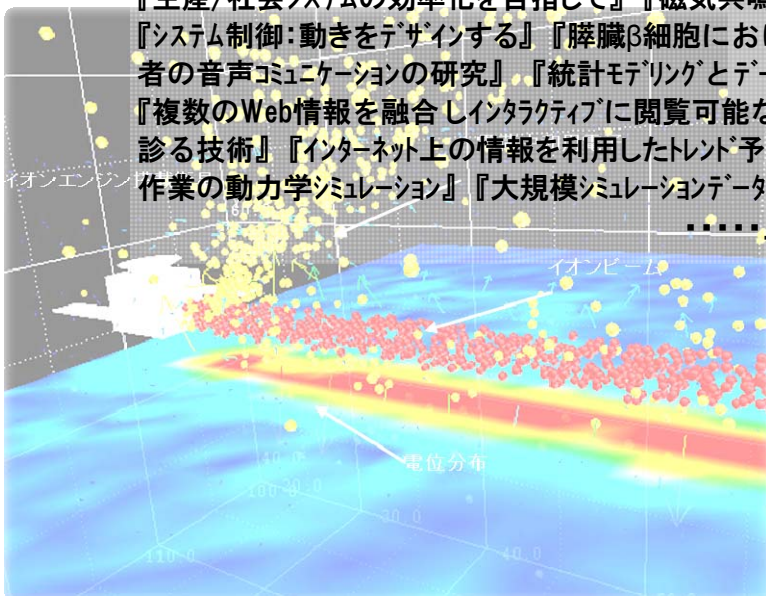 『生産/社会システムの効率化を目指して』『磁気共鳴
『システム制御：動きをデザインする』『膵臓β細胞におけ
者の音声コミュニケーションの研究』『統計モデリングとデー
『複数のWeb情報を融合しインタラクティブに閲覧可能な
診る技術』『インターネット上の情報を利用したトレンド予
作業の動力学シミュレーション』『大規模シミュレーションデータ
……
イオンエンジン
イオンビーム
電位分布
30.0
40.0
110.0